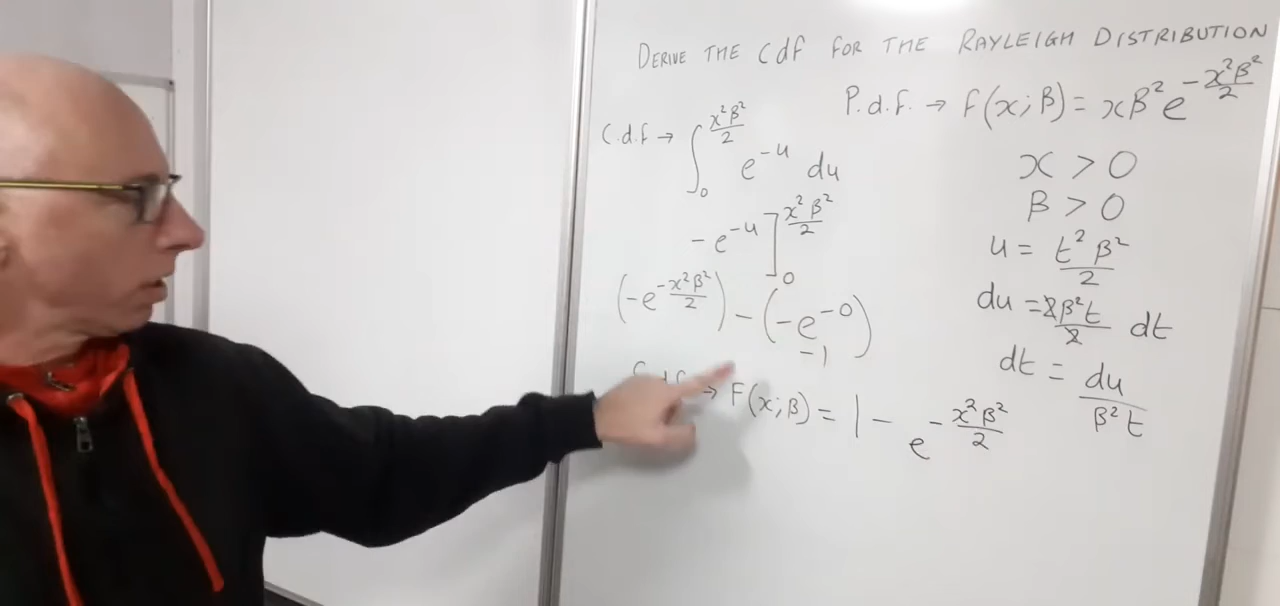 DERIVE THE Cdf FOR THE RAYLEIGH DISTRIBUTION
P.d.f. → f(x;β) = xβ²e^(-x²β²/2)
C.d.f → ∫₀^(x²β²/2) e^(-u) du
x > 0
β > 0
-e^(-u)]₀^(x²β²/2)
u = t²β²/2
(-e^(-x²β²/2)) - (-e^(-0))
-1
du = 2β²t/2 dt
dt = du/β²t
→ F(x;β) = 1 - e^(-x²β²/2)